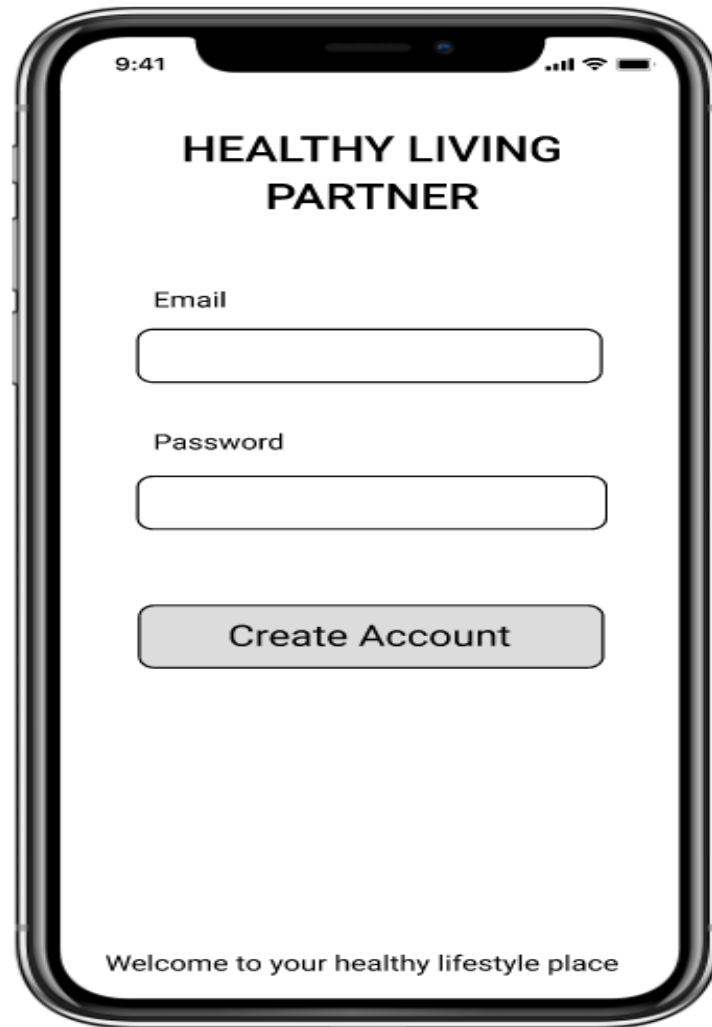 9:41
HEALTHY LIVING
PARTNER
Email
Password
Create Account
Welcome to your healthy lifestyle place